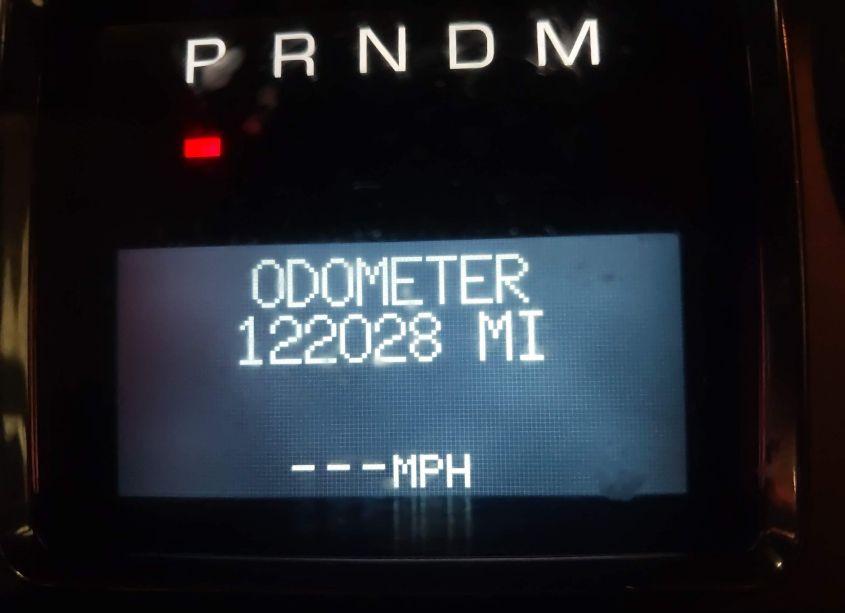 P R N D M
ODOMETER
122028 MI
---MPH